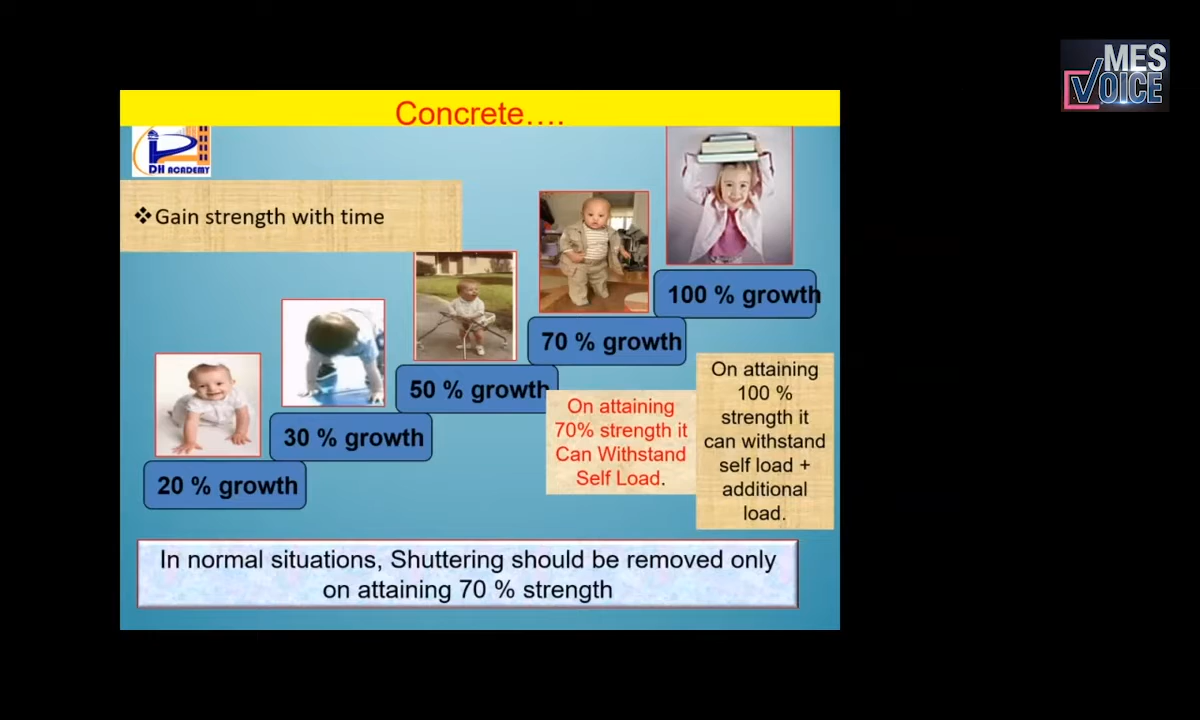 MES
VOICE
Concrete....
DH ACADEMY
❖Gain strength with time
100 % growth
70 % growth
50 % growth
30 % growth
20 % growth
On attaining
70% strength it
Can Withstand
Self Load.
On attaining
100 %
strength it
can withstand
self load +
additional
load.
In normal situations, Shuttering should be removed only
on attaining 70 % strength